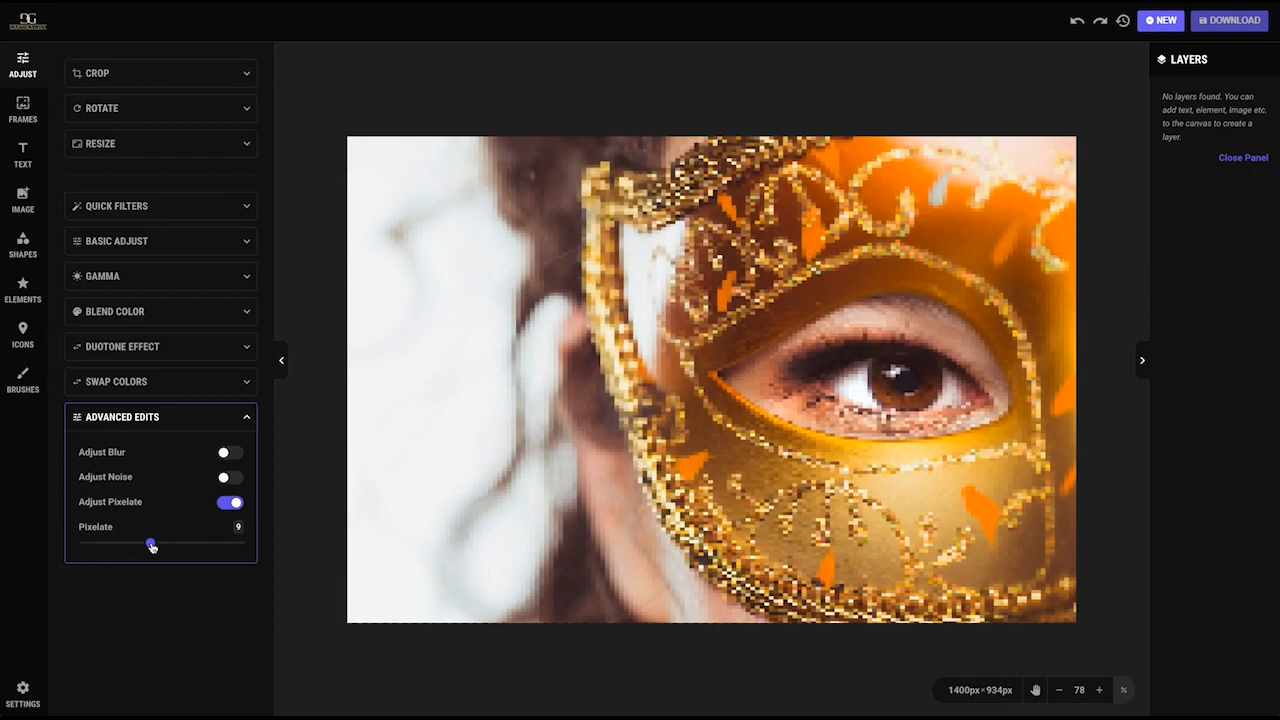 NEW
DOWNLOAD
ADJUST
FRAMES
TEXT
IMAGE
SHAPES
ELEMENTS
ICONS
BRUSHES
SETTINGS
CROP
ROTATE
RESIZE
QUICK FILTERS
BASIC ADJUST
GAMMA
BLEND COLOR
DUOTONE EFFECT
SWAP COLORS
ADVANCED EDITS
Adjust Blur
Adjust Noise
Adjust Pixelate
Pixelate 9
LAYERS
No layers found. You can
add text, element, image etc.
to the canvas to create a
layer.
Close Panel
1400px×934px
78
%